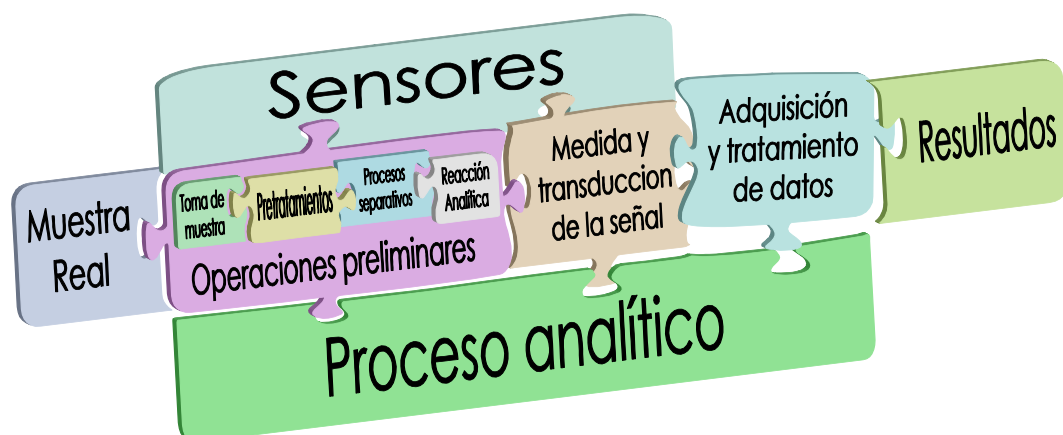 Sensores
Muestra
Real
Toma de
muestra
Pretratamientos
Procesos
separativos
Reacción
Analítica
Operaciones preliminares
Medida y
transduccion
de la señal
Adquisición
y tratamiento
de datos
Resultados
Proceso analítico